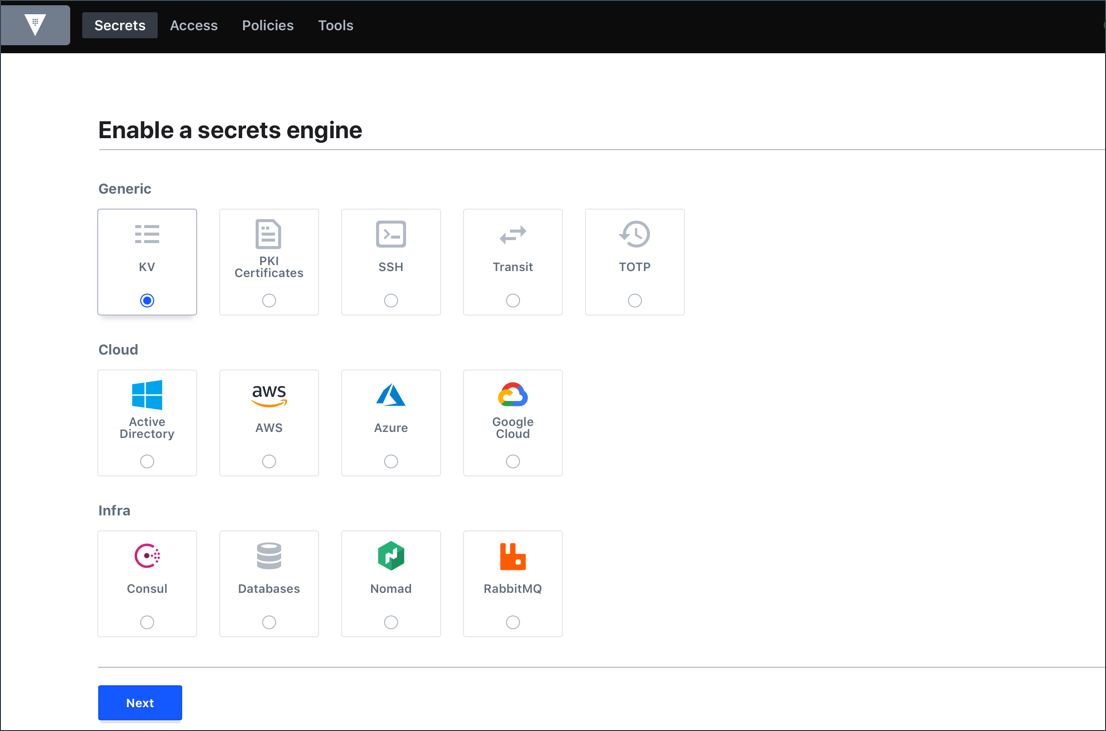 Secrets Access Policies Tools
Enable a secrets engine
Generic
KV
PKI
Certificates
SSH
Transit
TOTP
Cloud
Active
Directory
aws
AWS
Azure
Google
Cloud
Infra
Consul
Databases
Nomad
RabbitMQ
Next